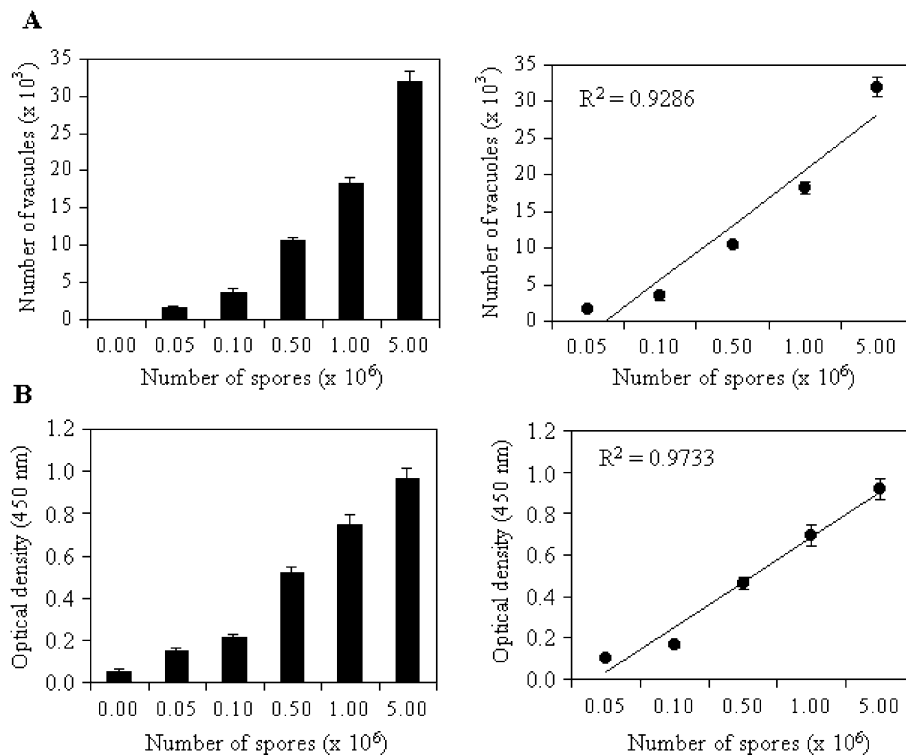 A
Number of vacuoles (x 10³)
35
30
25
20
15
10
5
0
0.00 0.05 0.10 0.50 1.00 5.00
Number of spores (x 10⁶)
Number of vacuoles (x 10³)
35
30
25
20
15
10
5
0
R² = 0.9286
0.05 0.10 0.50 1.00 5.00
Number of spores (x 10⁶)
B
Optical density (450 nm)
1.2
1.0
0.8
0.6
0.4
0.2
0.0
0.00 0.05 0.10 0.50 1.00 5.00
Number of spores (x 10⁶)
Optical density (450 nm)
1.2
1.0
0.8
0.6
0.4
0.2
0.0
R² = 0.9733
0.05 0.10 0.50 1.00 5.00
Number of spores (x 10⁶)